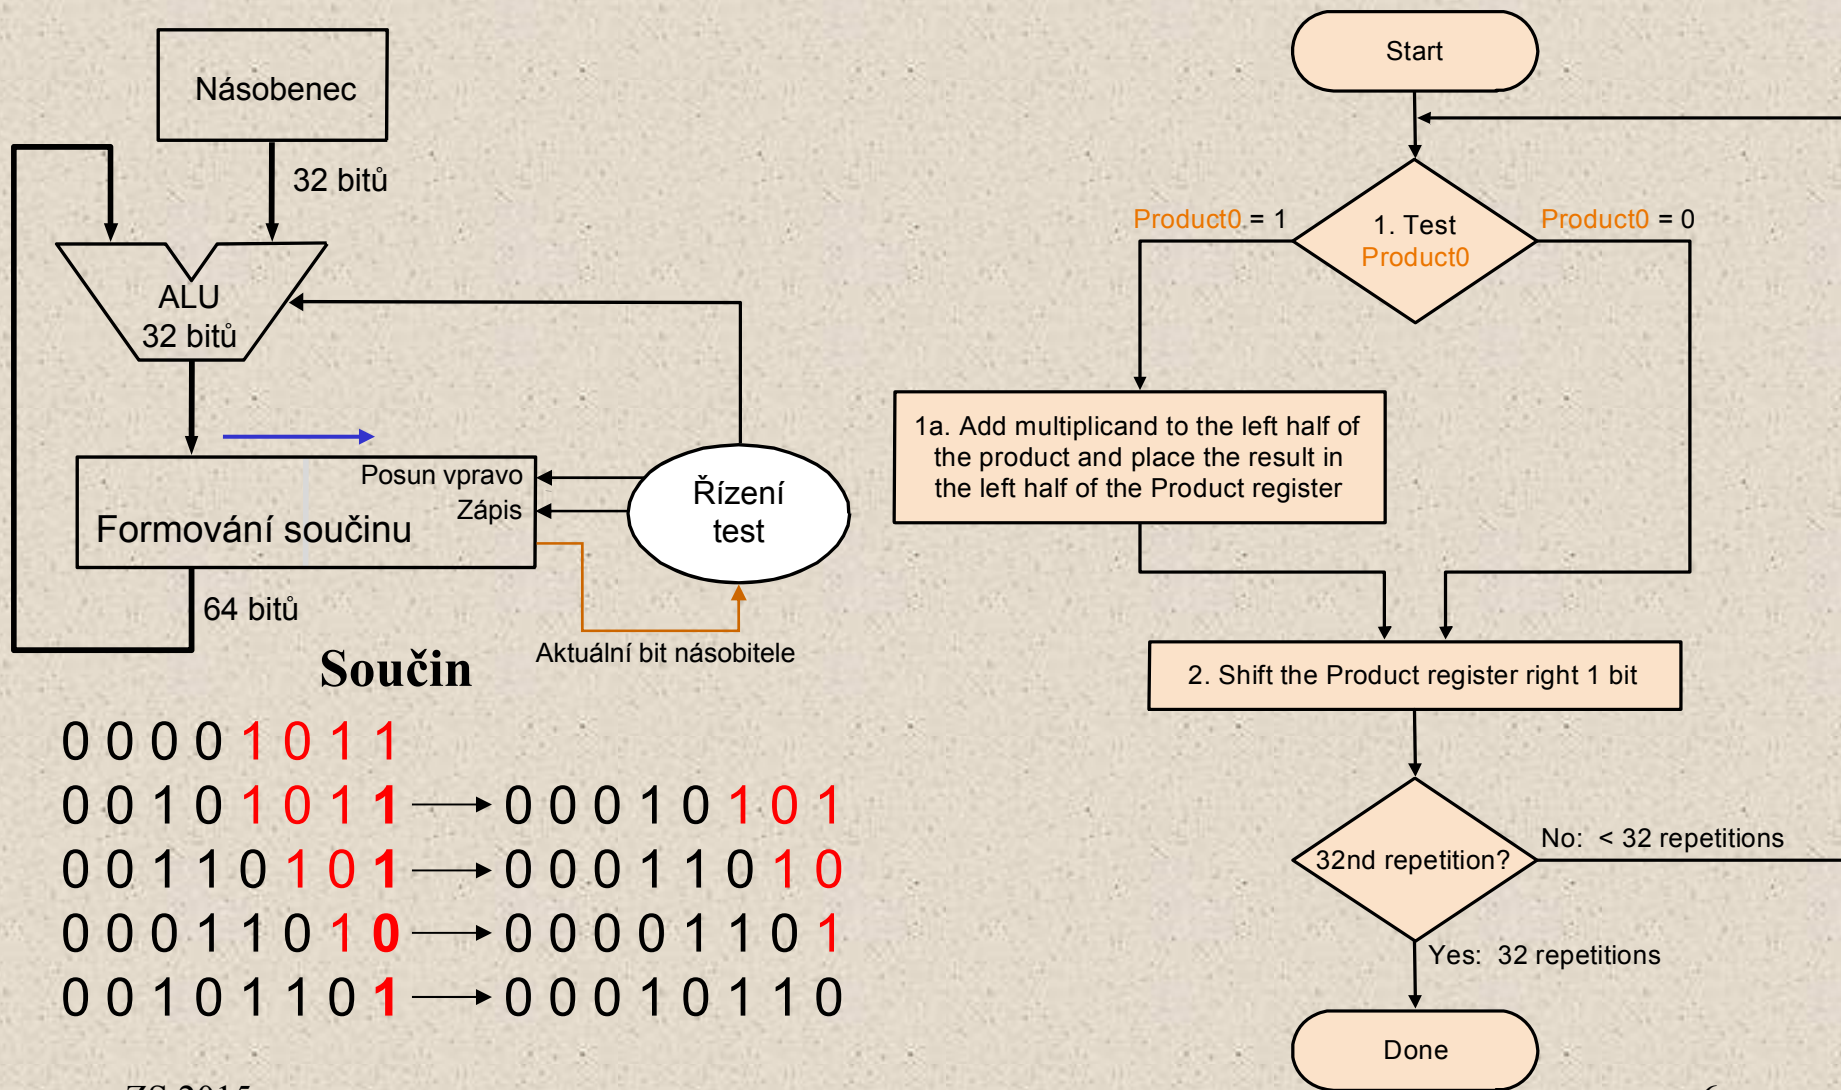 Násobenec
32 bitů
ALU
32 bitů
Posun vpravo
Zápis
Formování součinu
Řízení
test
64 bitů
Aktuální bit násobitele
Součin
0 0 0 0 1 0 1 1
0 0 1 0 1 0 1 1 0 0 0 1 0 1 0 1
0 0 1 1 0 1 0 1 0 0 0 1 1 0 1 0
0 0 0 1 1 0 1 0 0 0 0 0 1 1 0 1
0 0 1 0 1 1 0 1 0 0 0 1 0 1 1 0
Start
Product0 = 1
1. Test
Product0
Product0 = 0
1a. Add multiplicand to the left half of
the product and place the result in
the left half of the Product register
2. Shift the Product register right 1 bit
32nd repetition?
No: < 32 repetitions
Yes: 32 repetitions
Done
ZS 2015
6